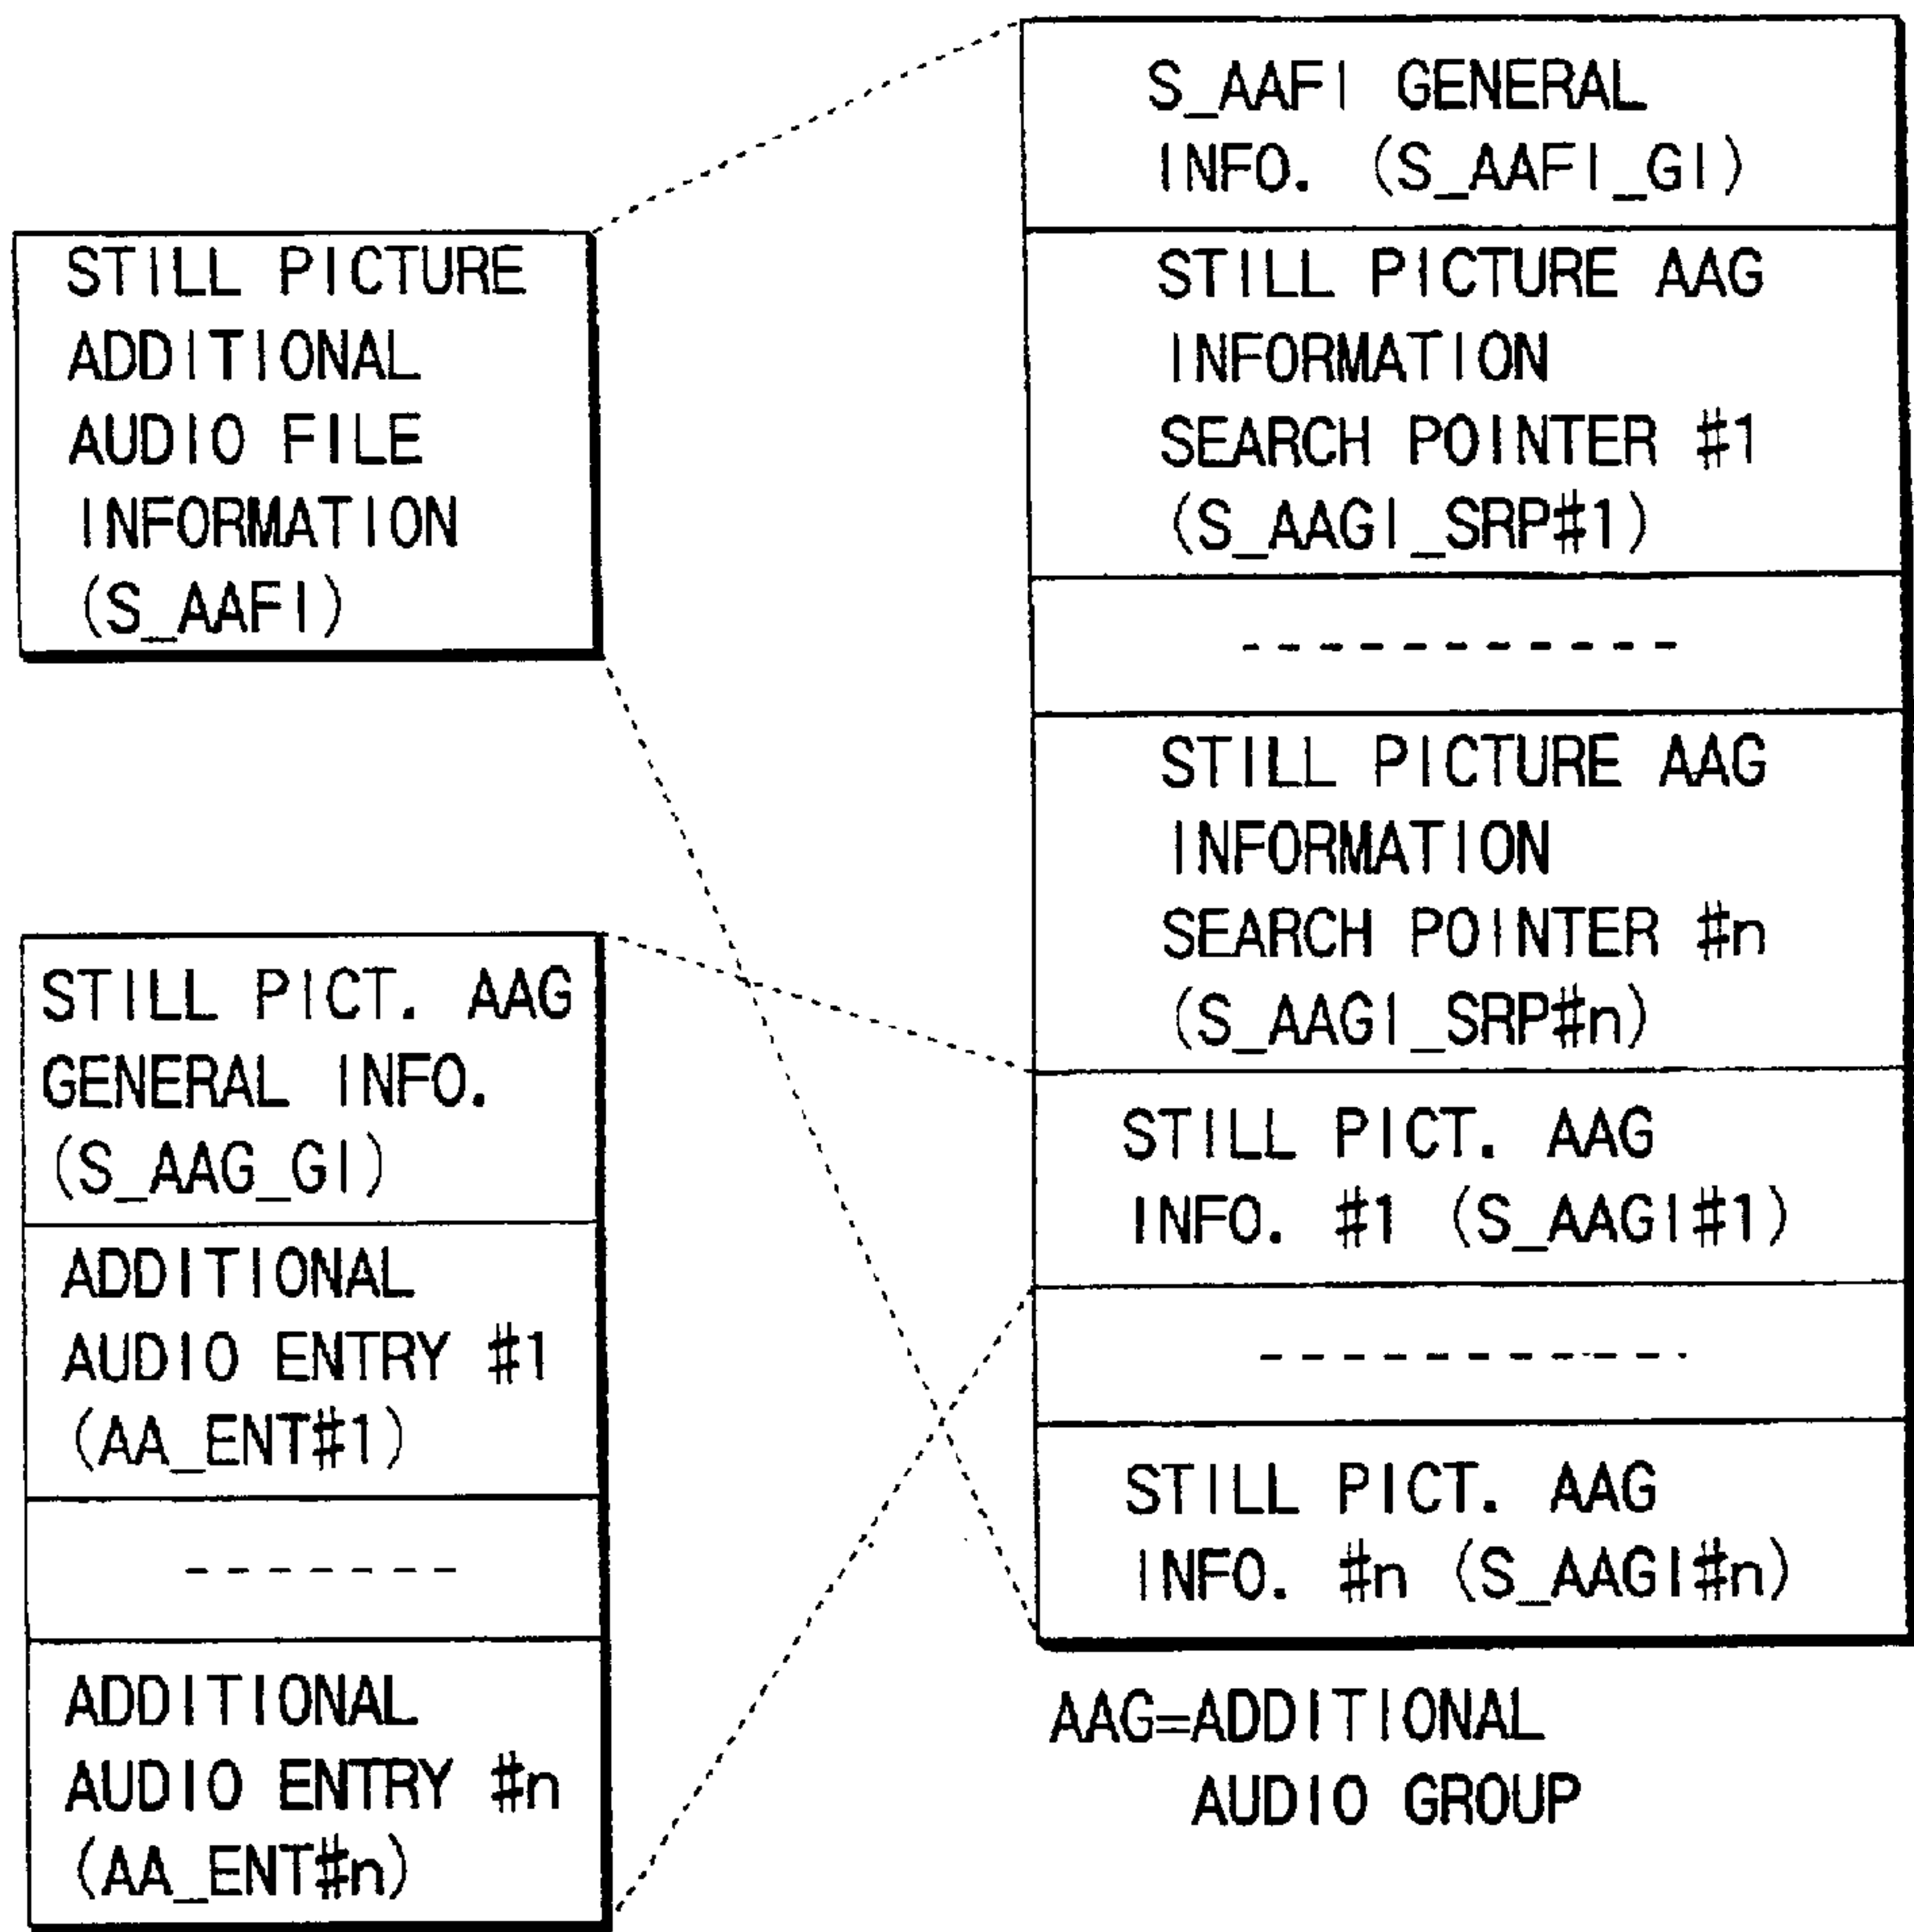 STILL PICTURE
ADDITIONAL
AUDIO FILE
INFORMATION
(S_AAFI)
S_AAFI GENERAL
INFO. (S_AAFI_GI)
STILL PICTURE AAG
INFORMATION
SEARCH POINTER #1
(S_AAGI_SRP#1)
STILL PICTURE AAG
INFORMATION
SEARCH POINTER #n
(S_AAGI_SRP#n)
STILL PICT. AAG
INFO. #1 (S_AAGI#1)
STILL PICT. AAG
INFO. #n (S_AAGI#n)
STILL PICT. AAG
GENERAL INFO.
(S_AAG_GI)
ADDITIONAL
AUDIO ENTRY #1
(AA_ENT#1)
ADDITIONAL
AUDIO ENTRY #n
(AA_ENT#n)
AAG=ADDITIONAL
AUDIO GROUP